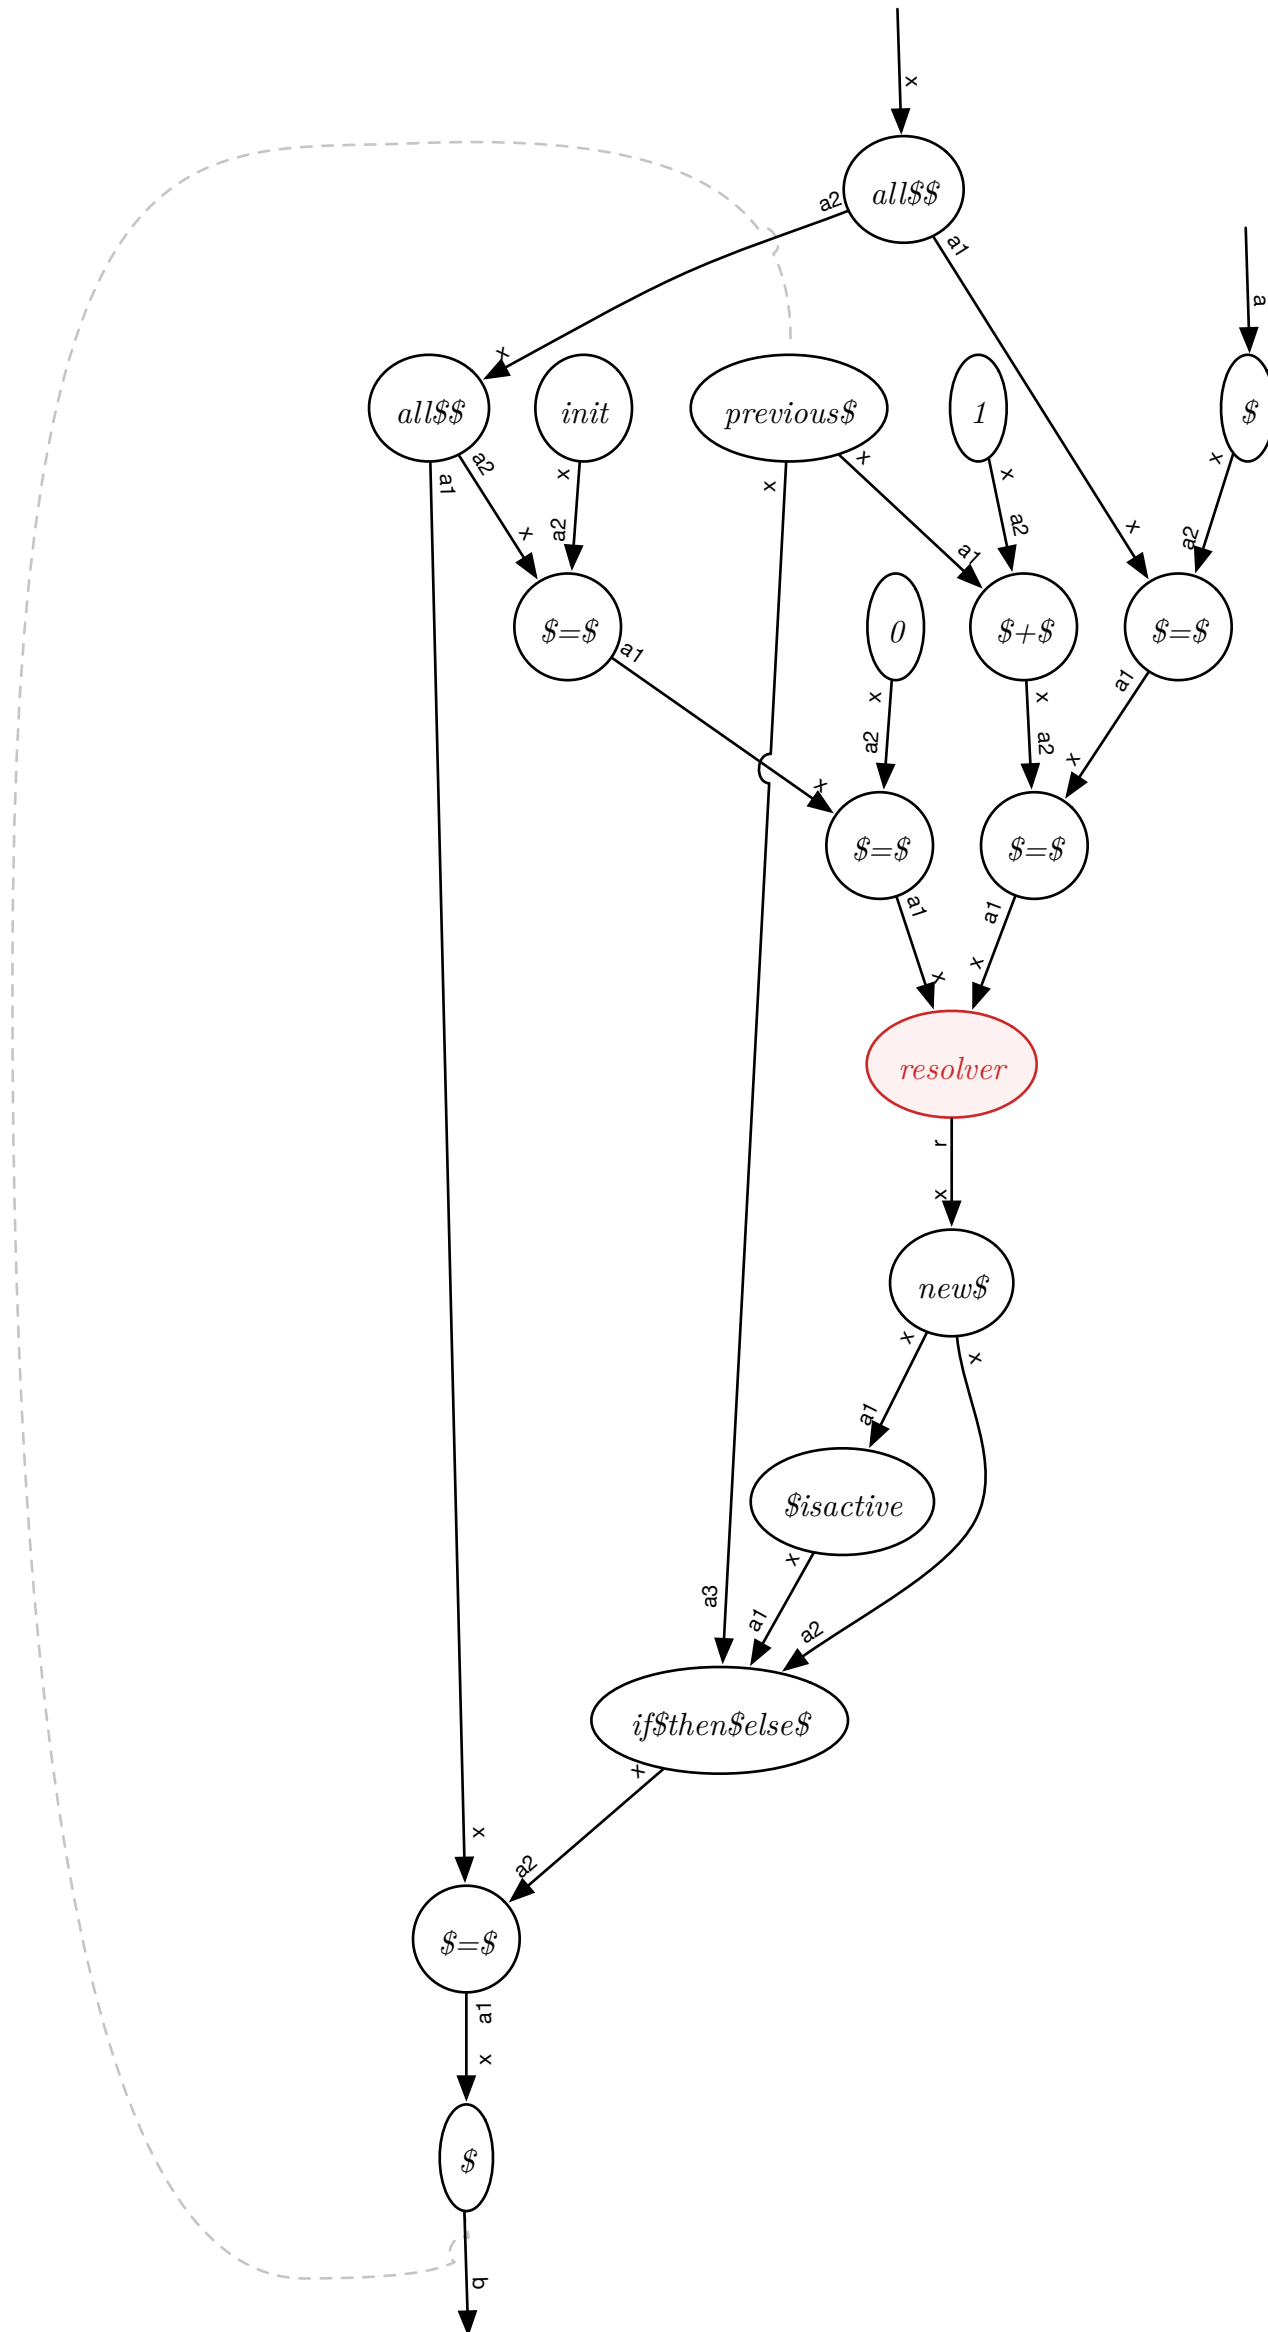 x
all$$
a2
a1
a
x
all$$
init
previous$
1
$
a1
a2
x
x
x
x
x
x
a2
a1
a2
x
a2
$=$
0
$+$
$=$
a1
x
x
a1
a2
a2
x
x
$=$
$=$
a1
a1
x
x
resolver
r
x
new$
x
x
a1
$isactive
x
a3
a1
a2
if$then$else$
x
x
a2
$=$
a1
x
$
q